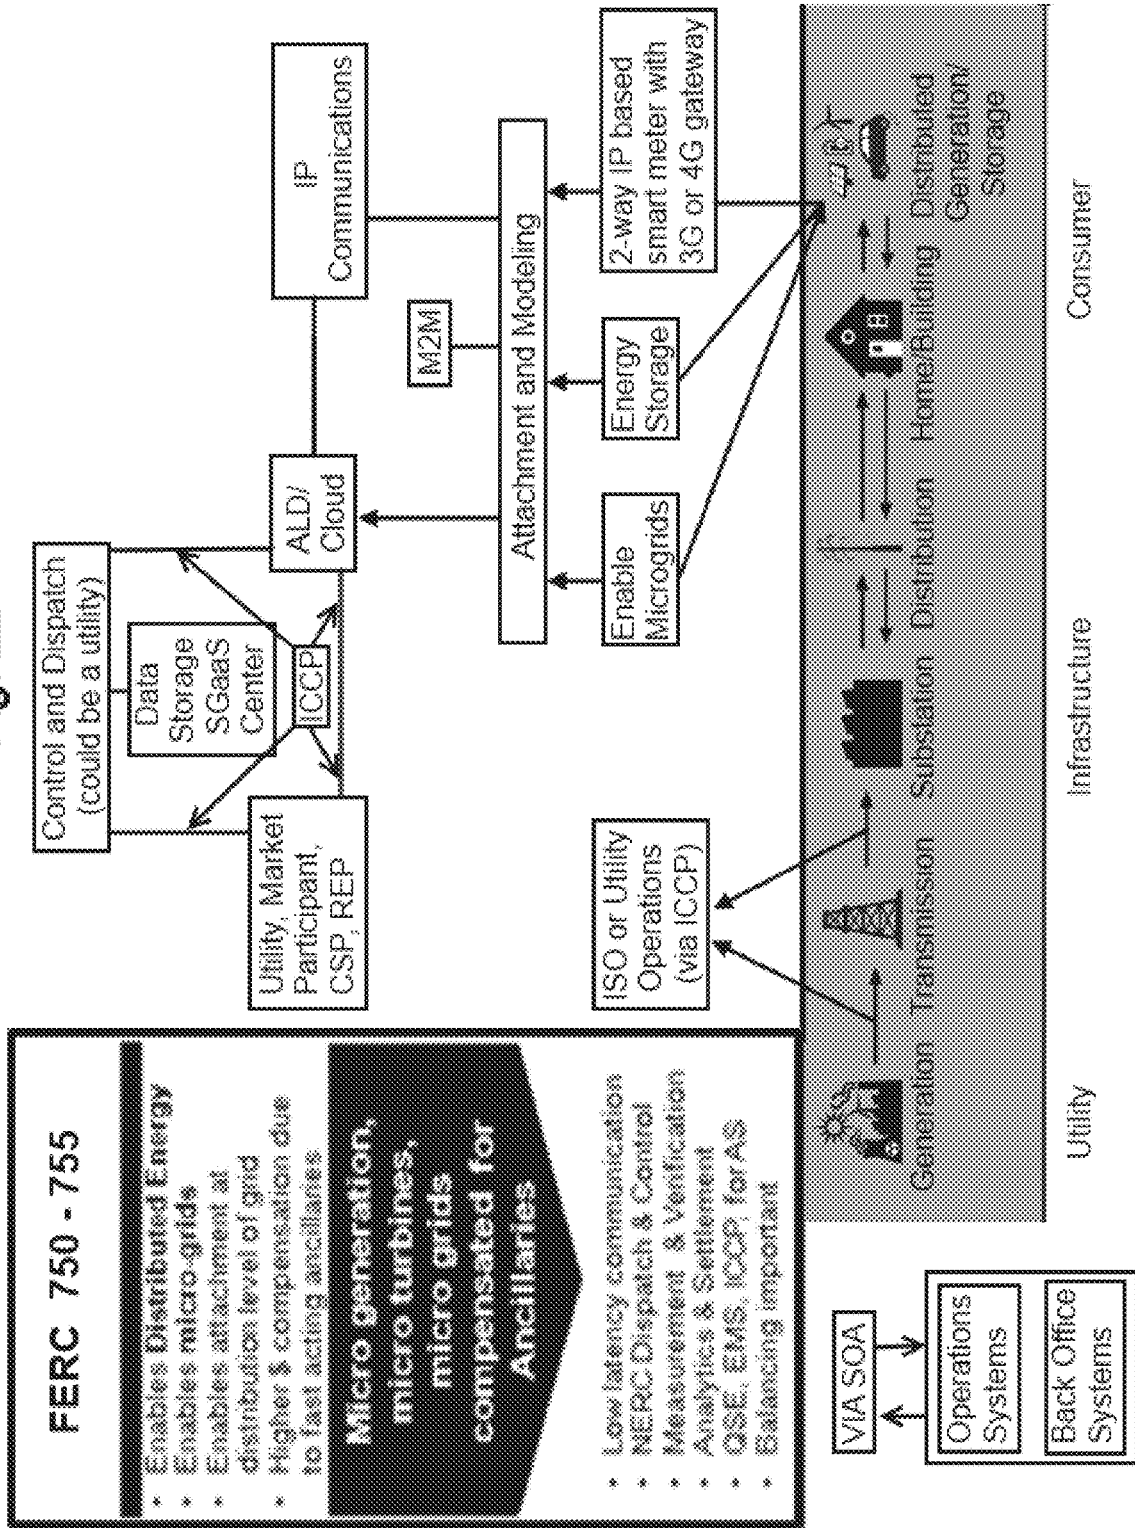 FERC 750 - 755
• Enables Distributed Energy
• Enables micro-grids
• Enables attachment at
distribution level of grid
• Higher $ compensation due
to fast acting ancillaries
Micro generation,
micro turbines,
micro grids
compensated for
Ancillaries
• Low latency communication
• NERC Dispatch & Control
• Measurement & Verification
• Analytics & Settlement
• QSE, EMS, ICCP, for AS
• Balancing important
Control and Dispatch
(could be a utility)
Data
Storage
SGaaS
Center
ICCP
Utility, Market
Participant,
CSP, REP
ALD/
Cloud
IP
Communications
M2M
Attachment and Modeling
Enable
Microgrids
Energy
Storage
2-way IP based
smart meter with
3G or 4G gateway
ISO or Utility
Operations
(via ICCP)
VIA SOA
Operations
Systems
Back Office
Systems
Generation
Transmission
Substation
Distribution
Home/Building
Distributed
Generation/
Storage
Utility
Infrastructure
Consumer